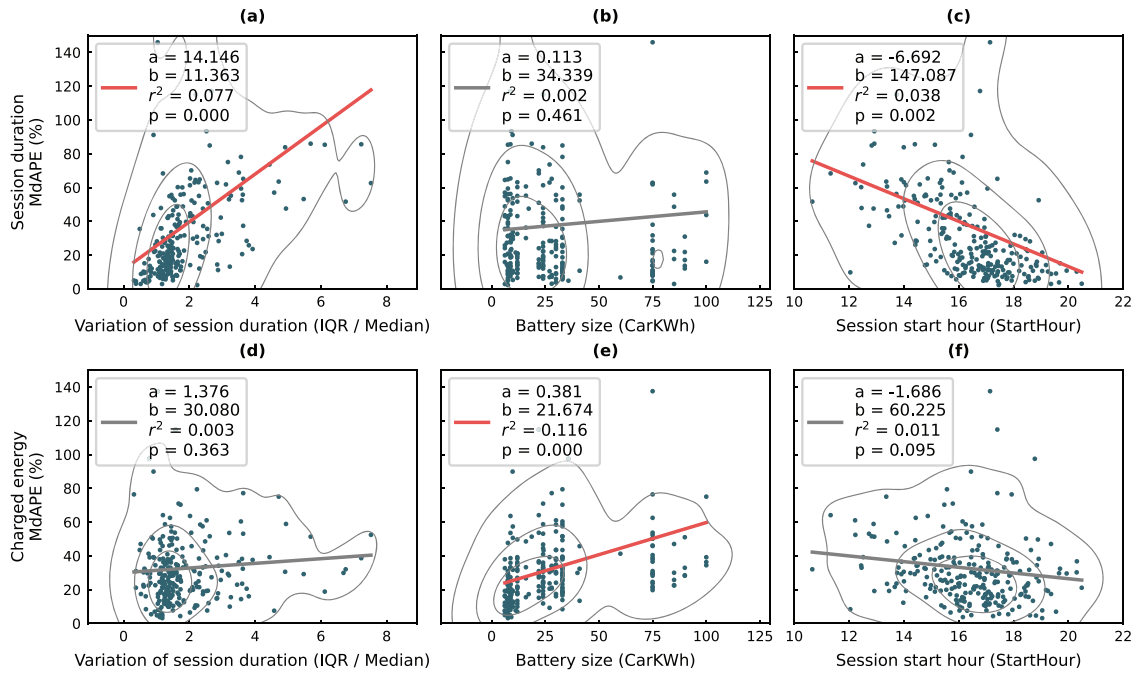 (a)
(b)
(c)
a = 14.146
b = 11.363
r² = 0.077
p = 0.000
a = 0.113
b = 34.339
r² = 0.002
p = 0.461
a = -6.692
b = 147.087
r² = 0.038
p = 0.002
Session duration
MdAPE (%)
140
120
100
80
60
40
20
0
0 2 4 6 8
0 25 50 75 100 125
10 12 14 16 18 20 22
Variation of session duration (IQR / Median)
Battery size (CarKWh)
Session start hour (StartHour)
(d)
(e)
(f)
a = 1.376
b = 30.080
r² = 0.003
p = 0.363
a = 0.381
b = 21.674
r² = 0.116
p = 0.000
a = -1.686
b = 60.225
r² = 0.011
p = 0.095
Charged energy
MdAPE (%)
140
120
100
80
60
40
20
0
0 2 4 6 8
0 25 50 75 100 125
10 12 14 16 18 20 22
Variation of session duration (IQR / Median)
Battery size (CarKWh)
Session start hour (StartHour)